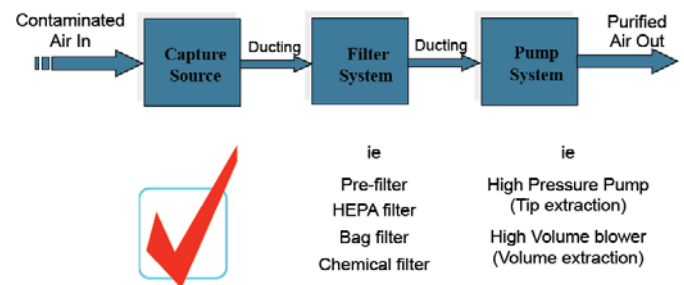 Contaminated
Air In
Capture
Source
Ducting
Filter
System
Ducting
Pump
System
Purified
Air Out
ie
Pre-filter
HEPA filter
Bag filter
Chemical filter
ie
High Pressure Pump
(Tip extraction)
High Volume blower
(Volume extraction)